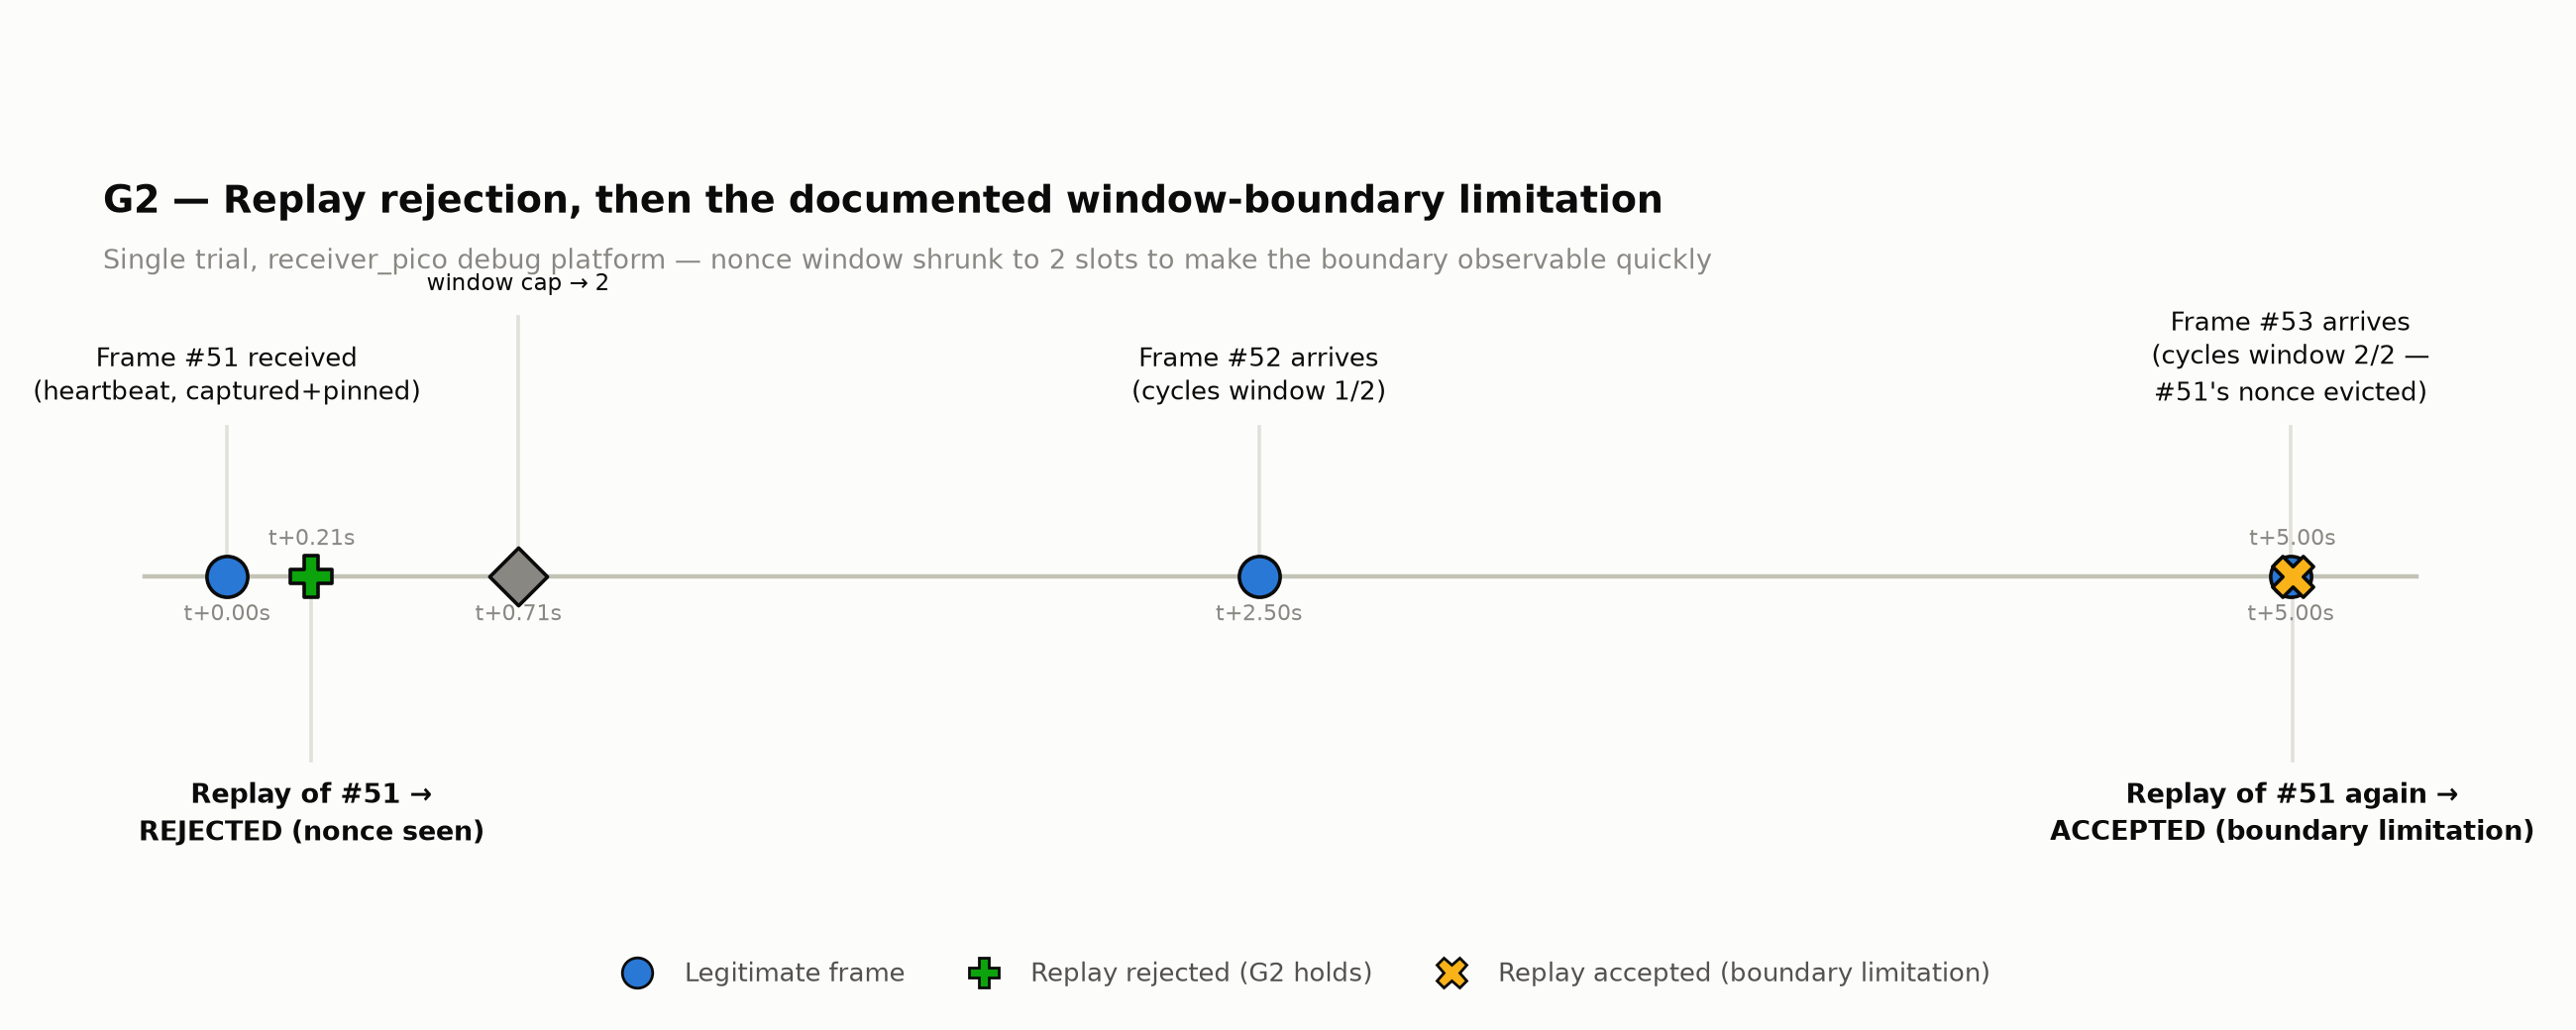 G2 — Replay rejection, then the documented window-boundary limitation
Single trial, receiver_pico debug platform — nonce window shrunk to 2 slots to make the boundary observable quickly
window cap → 2
Frame #51 received
(heartbeat, captured+pinned)
Frame #52 arrives
(cycles window 1/2)
Frame #53 arrives
(cycles window 2/2 —
#51's nonce evicted)
t+0.21s
t+5.00s
t+0.00s
t+0.71s
t+2.50s
t+5.00s
Replay of #51 →
REJECTED (nonce seen)
Replay of #51 again →
ACCEPTED (boundary limitation)
Legitimate frame
Replay rejected (G2 holds)
Replay accepted (boundary limitation)